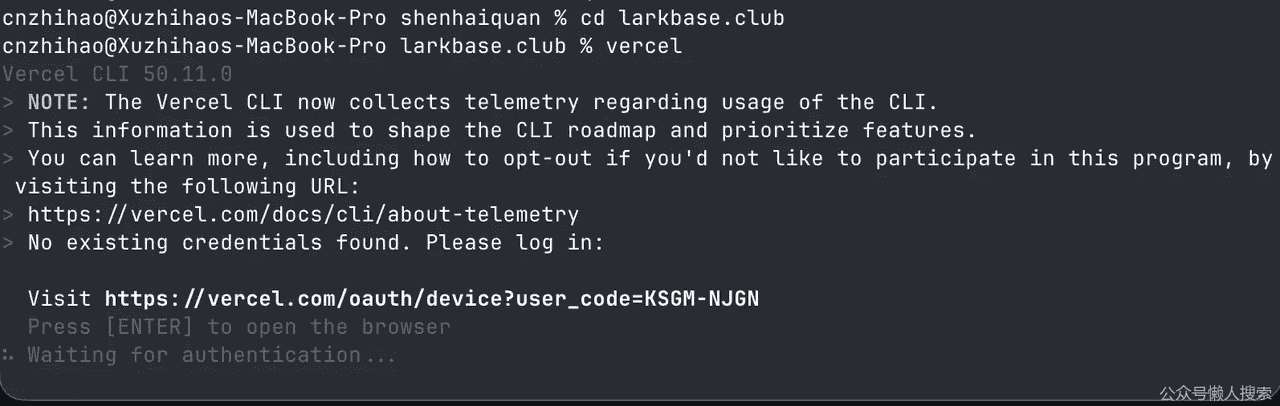 cnzhihao@Xuzhihaos-MacBook-Pro shenhaiquan % cd larkbase.club
cnzhihao@Xuzhihaos-MacBook-Pro larkbase.club % vercel
Vercel CLI 50.11.0
> NOTE: The Vercel CLI now collects telemetry regarding usage of the CLI.
> This information is used to shape the CLI roadmap and prioritize features.
> You can learn more, including how to opt-out if you'd not like to participate in this program, by
visiting the following URL:
> https://vercel.com/docs/cli/about-telemetry
> No existing credentials found. Please log in:
Visit https://vercel.com/oauth/device?user_code=KSGM-NJGN
Press [ENTER] to open the browser
Waiting for authentication...
公众号懒人搜索